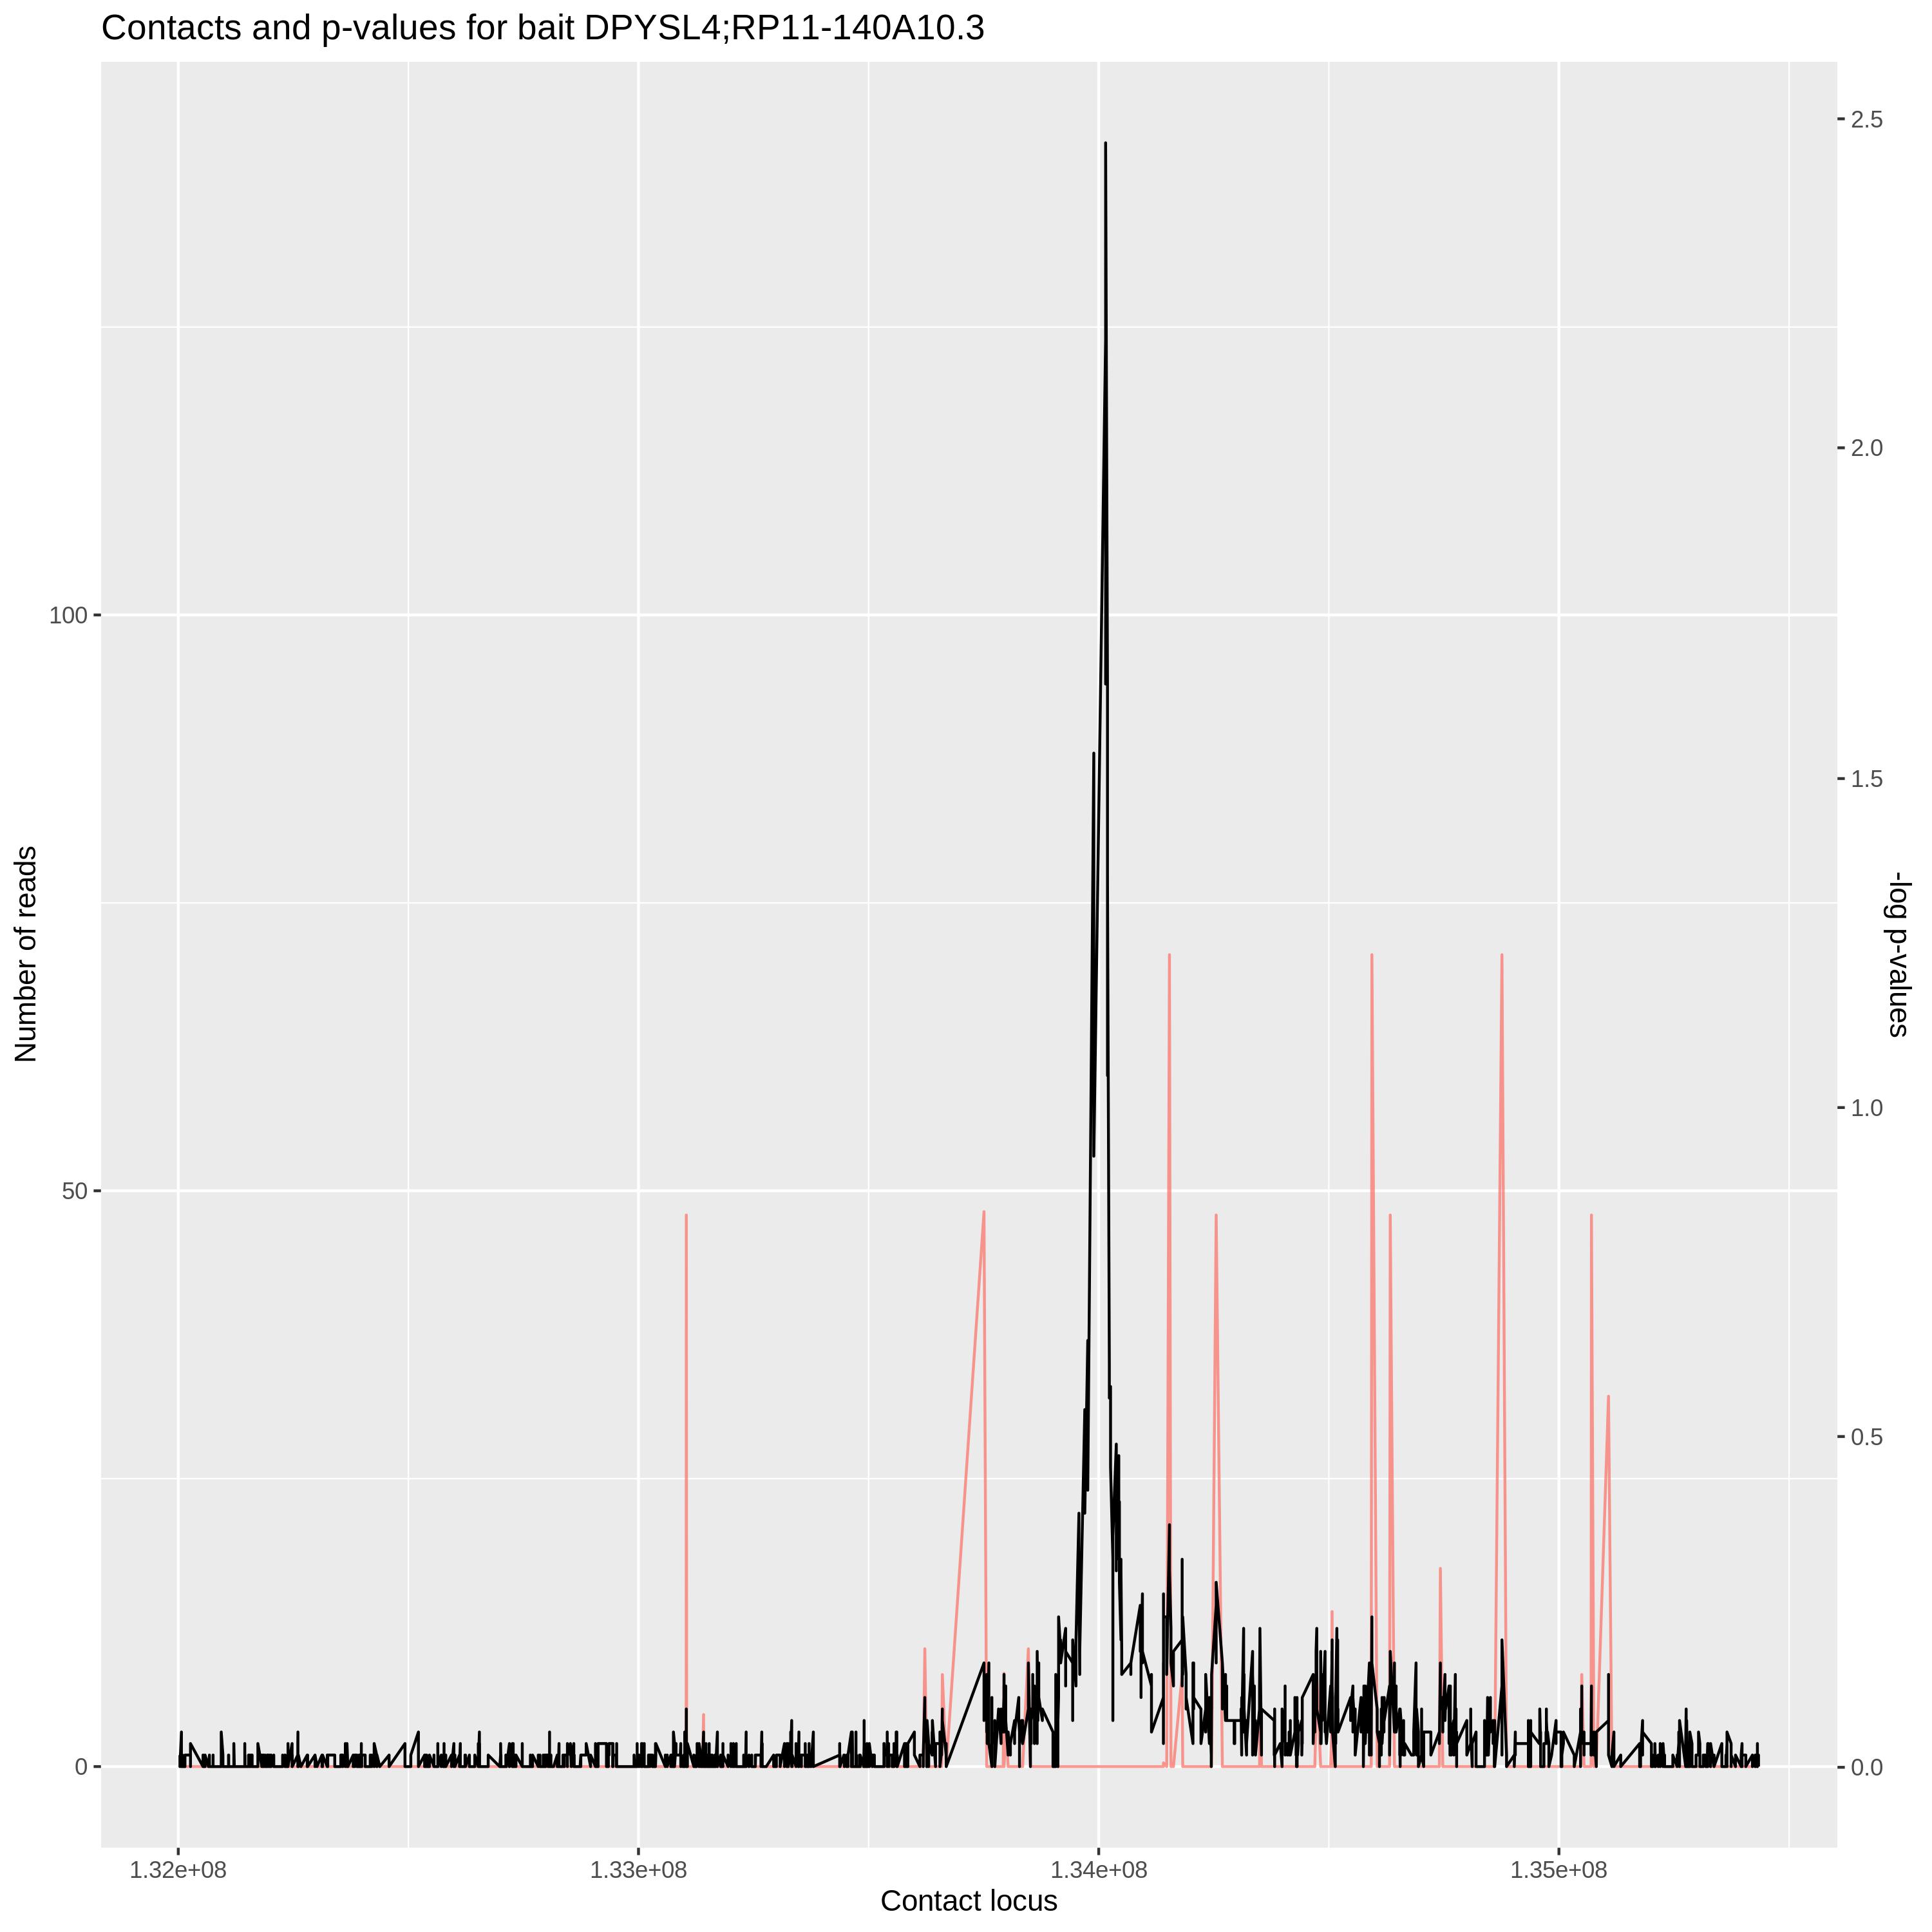 Contacts and p-values for bait DPYSL4;RP11-140A10.3
Number of reads
100
50
0
2.5
2.0
1.5
1.0
0.5
0.0
-log p-values
1.32e+08
1.33e+08
1.34e+08
1.35e+08
Contact locus